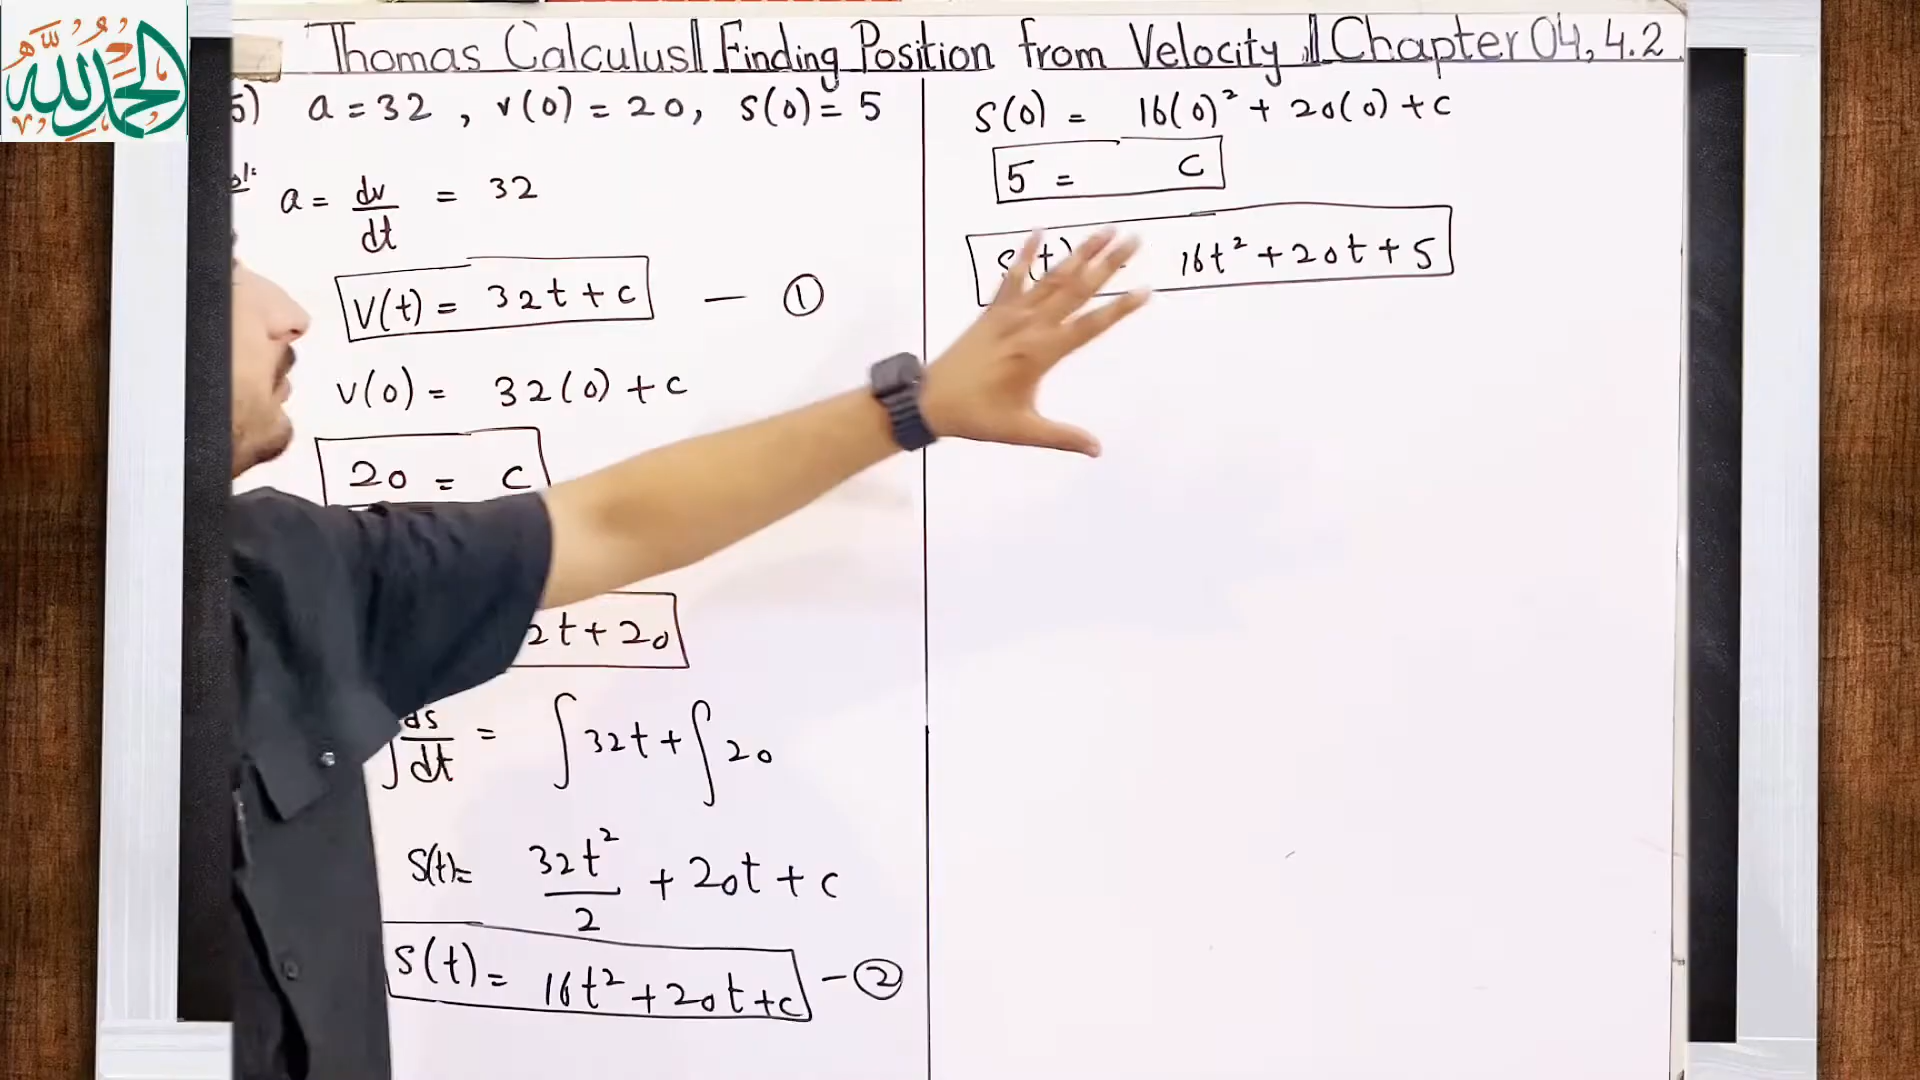 الحمدلله
Thomas Calculus|| Finding Position from Velocity || Chapter 04, 4.2
5) a = 32 , v(0) = 20, s(0) = 5
a = dv/dt = 32
V(t) = 32t + c — ①
v(0) = 32(0) + c
20 = c
2t + 20
∫ds/dt = ∫32t + ∫20
S(t) = 32t²/2 + 20t + c
S(t) = 16t² + 20t + c – ②
S(0) = 16(0)² + 20(0) + c
5 = c
S(t) = 16t² + 20t + 5